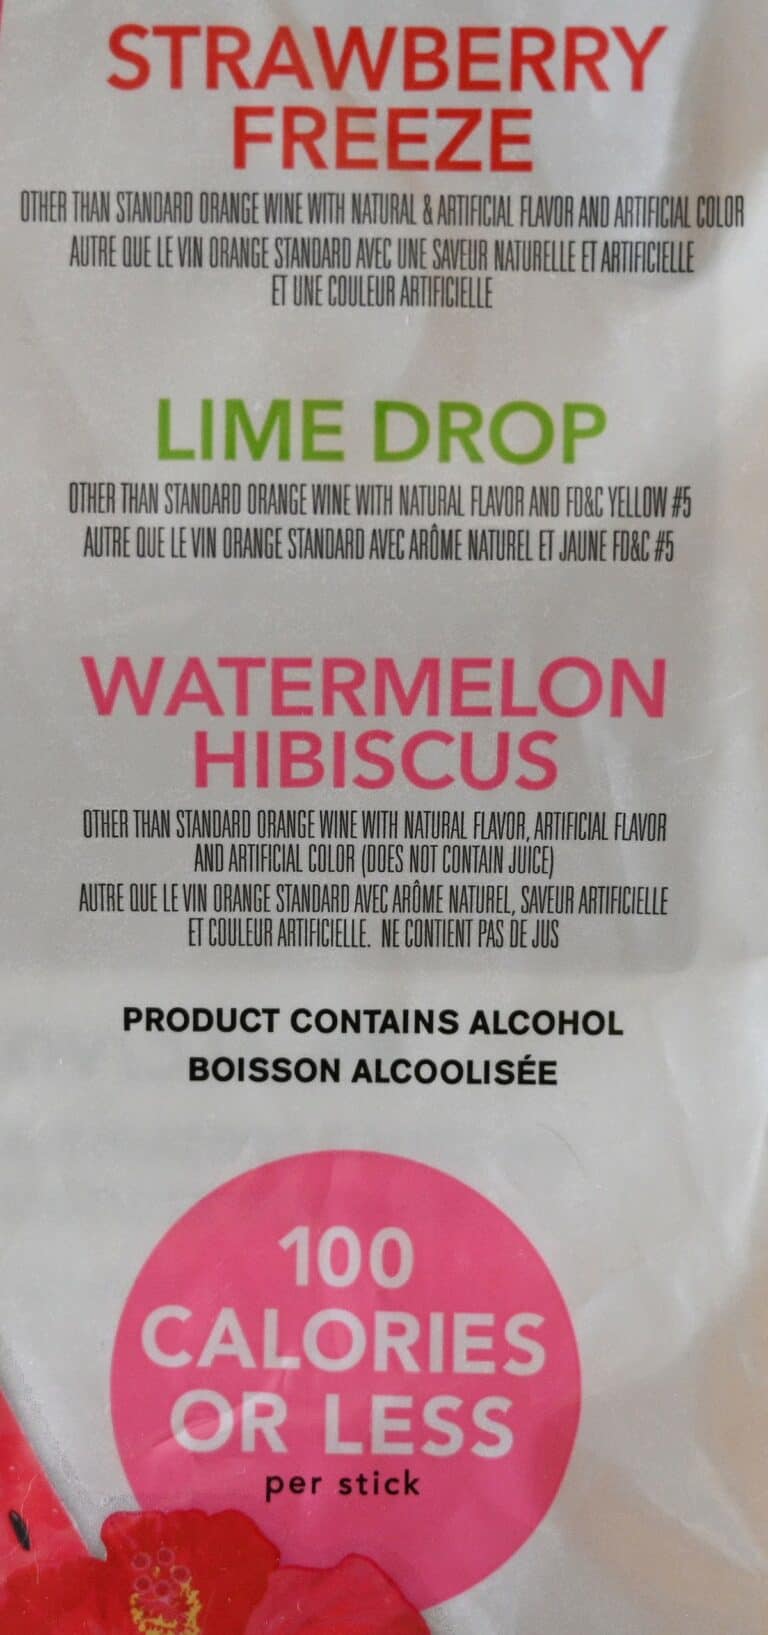 STRAWBERRY
FREEZE
OTHER THAN STANDARD ORANGE WINE WITH NATURAL & ARTIFICIAL FLAVOR AND ARTIFICIAL COLOR
AUTRE QUE LE VIN ORANGE STANDARD AVEC UNE SAVEUR NATURELLE ET ARTIFICIELLE
ET UNE COULEUR ARTIFICIELLE
LIME DROP
OTHER THAN STANDARD ORANGE WINE WITH NATURAL FLAVOR AND FD&C YELLOW #5
AUTRE QUE LE VIN ORANGE STANDARD AVEC ARÔME NATUREL ET JAUNE FD&C #5
WATERMELON
HIBISCUS
OTHER THAN STANDARD ORANGE WINE WITH NATURAL FLAVOR, ARTIFICIAL FLAVOR
AND ARTIFICIAL COLOR (DOES NOT CONTAIN JUICE)
AUTRE QUE LE VIN ORANGE STANDARD AVEC ARÔME NATUREL, SAVEUR ARTIFICIELLE
ET COULEUR ARTIFICIELLE. NE CONTIENT PAS DE JUS
PRODUCT CONTAINS ALCOHOL
BOISSON ALCOOLISÉE
100
CALORIES
OR LESS
per stick